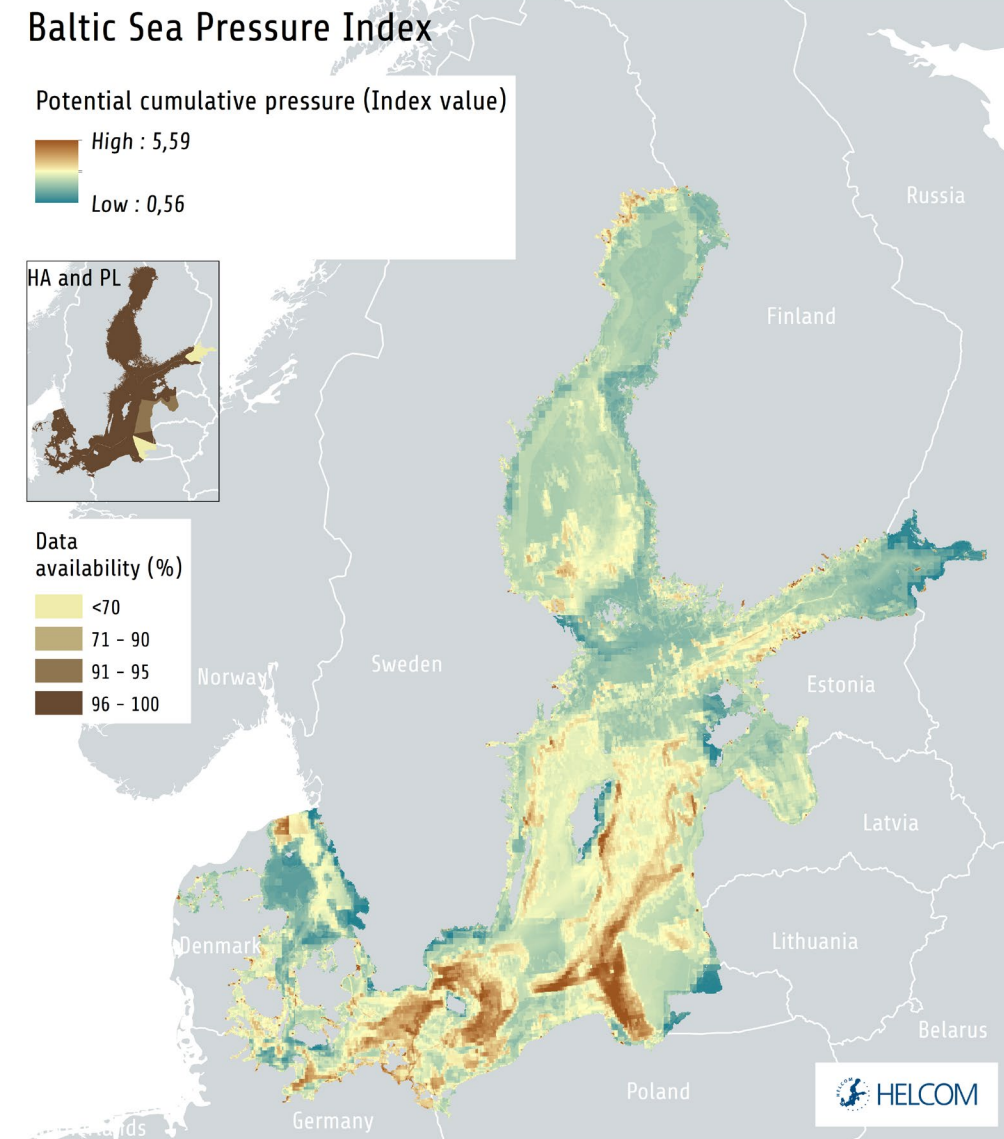 Baltic Sea Pressure Index
Potential cumulative pressure (Index value)
High : 5,59
Low : 0,56
HA and PL
Data
availability (%)
<70
71 - 90
91 - 95
96 - 100
Russia
Finland
Norway
Sweden
Estonia
Latvia
Denmark
Lithuania
Belarus
Poland
Germany
HELCOM
HELCOM